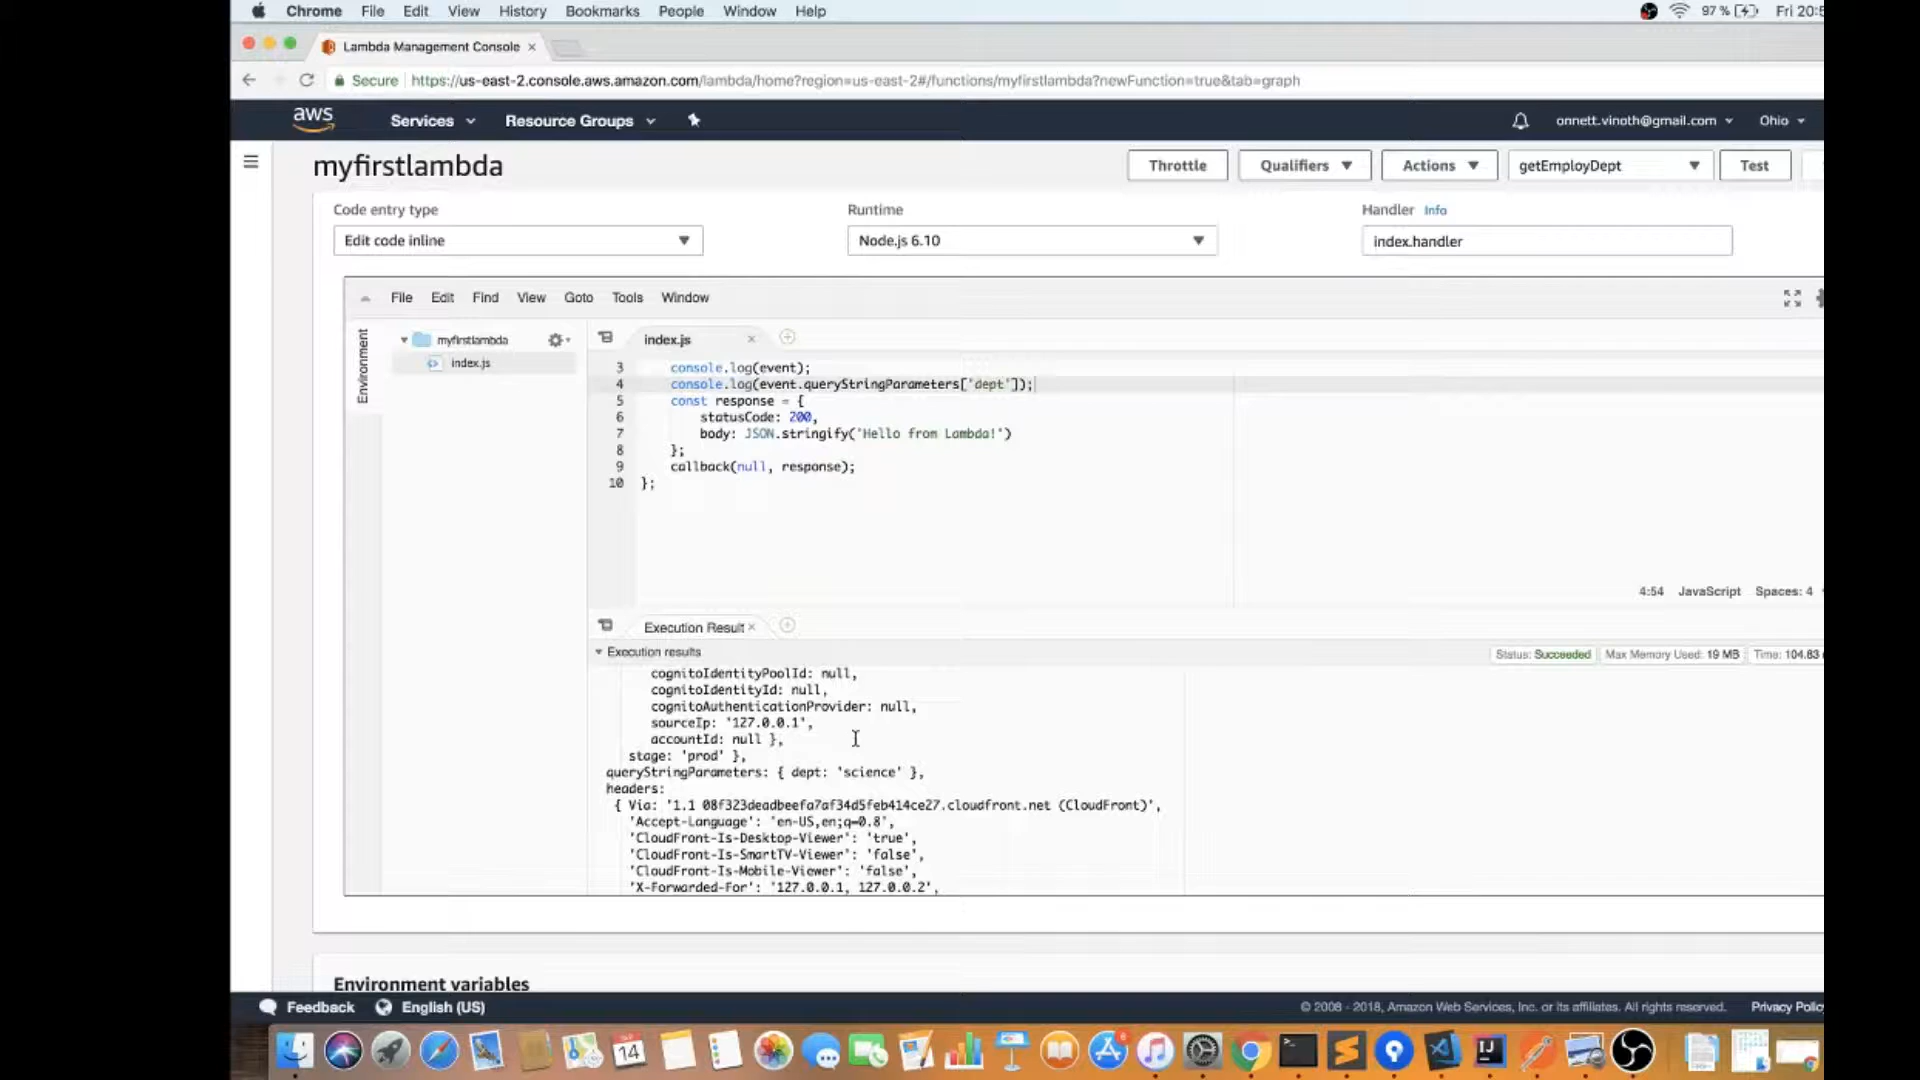 Chrome File Edit View History Bookmarks People Window Help 97% Fri 20:5
Lambda Management Console
Secure https://us-east-2.console.aws.amazon.com/lambda/home?region=us-east-2#/functions/myfirstlambda?newFunction=true&tab=graph
aws Services Resource Groups onnett.vinoth@gmail.com Ohio
myfirstlambda Throttle Qualifiers Actions getEmployDept Test
Code entry type Runtime Handler Info
Edit code inline Node.js 6.10 index.handler
File Edit Find View Goto Tools Window
Environment
myfirstlambda
index.js
index.js
3 console.log(event);
4 console.log(event.queryStringParameters['dept']);
5 const response = {
6 statusCode: 200,
7 body: JSON.stringify('Hello from Lambda!')
8 };
9 callback(null, response);
10 };
4:54 JavaScript Spaces: 4
Execution Result
Execution results Status: Succeeded Max Memory Used: 19 MB Time: 104.83
cognitoIdentityPoolId: null,
cognitoIdentityId: null,
cognitoAuthenticationProvider: null,
sourceIp: '127.0.0.1',
accountId: null },
stage: 'prod' },
queryStringParameters: { dept: 'science' },
headers:
{ Via: '1.1 08f323deadbeefa7af34d5feb414ce27.cloudfront.net (CloudFront)',
'Accept-Language': 'en-US,en;q=0.8',
'CloudFront-Is-Desktop-Viewer': 'true',
'CloudFront-Is-SmartTV-Viewer': 'false',
'CloudFront-Is-Mobile-Viewer': 'false',
'X-Forwarded-For': '127.0.0.1, 127.0.0.2',
Environment variables
Feedback English (US) © 2008 - 2018, Amazon Web Services, Inc. or its affiliates. All rights reserved. Privacy Polic
14
IJ